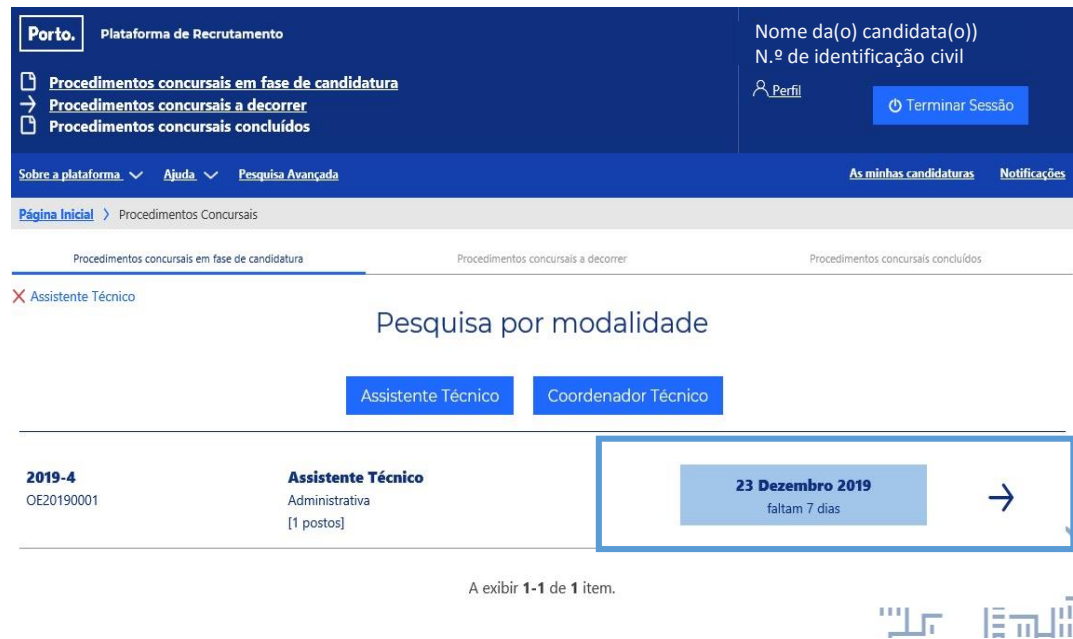 Porto.
Plataforma de Recrutamento
Procedimentos concursais em fase de candidatura
Procedimentos concursais a decorrer
Procedimentos concursais concluídos
Nome da(o) candidata(o))
N.º de identificação civil
Perfil
Terminar Sessão
Sobre a plataforma Ajuda Pesquisa Avançada As minhas candidaturas Notificações
Página Inicial Procedimentos Concursais
Procedimentos concursais em fase de candidatura Procedimentos concursais a decorrer Procedimentos concursais concluídos
Assistente Técnico
Pesquisa por modalidade
Assistente Técnico Coordenador Técnico
2019-4
OE20190001
Assistente Técnico
Administrativa
[1 postos]
23 Dezembro 2019
faltam 7 dias
A exibir 1-1 de 1 item.